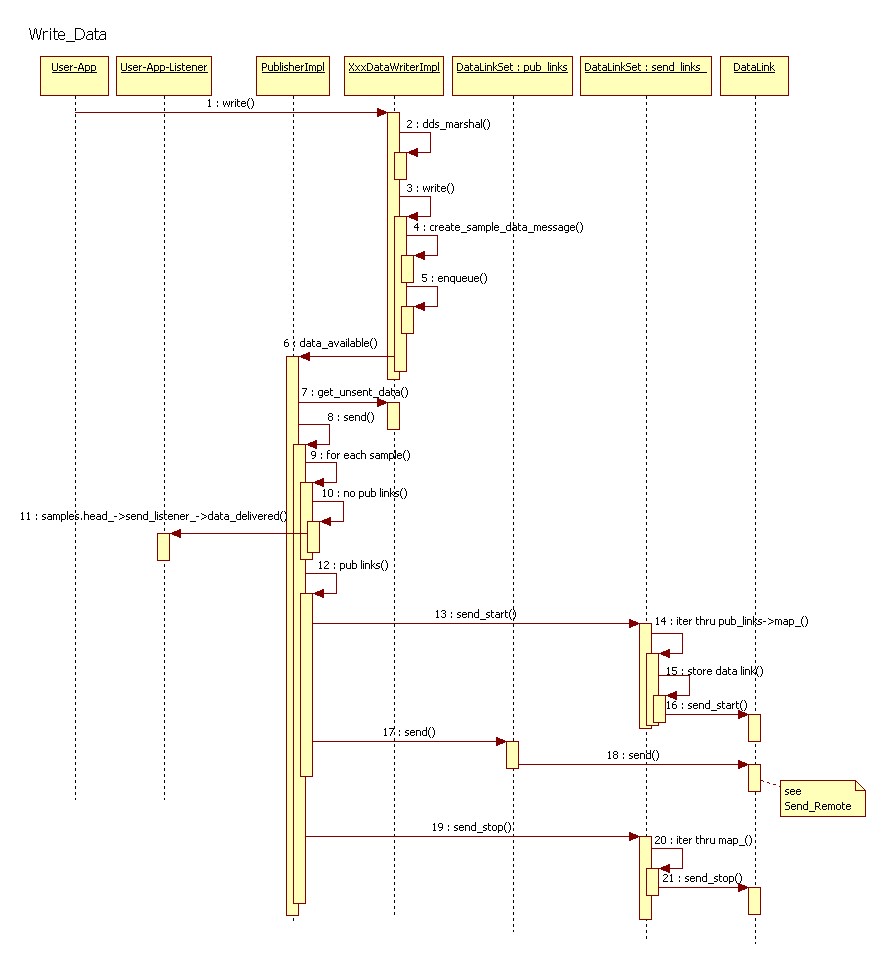 Write_Data
User-App
User-App-Listener
PublisherImpl
XxxDataWriterImpl
DataLinkSet : pub_links
DataLinkSet : send_links_
DataLink
1 : write()
2 : dds_marshal()
3 : write()
4 : create_sample_data_message()
5 : enqueue()
6 : data_available()
7 : get_unsent_data()
8 : send()
9 : for each sample()
10 : no pub links()
11 : samples.head_->send_listener_->data_delivered()
12 : pub links()
13 : send_start()
14 : iter thru pub_links->map_()
15 : store data link()
16 : send_start()
17 : send()
18 : send()
see
Send_Remote
19 : send_stop()
20 : iter thru map_()
21 : send_stop()